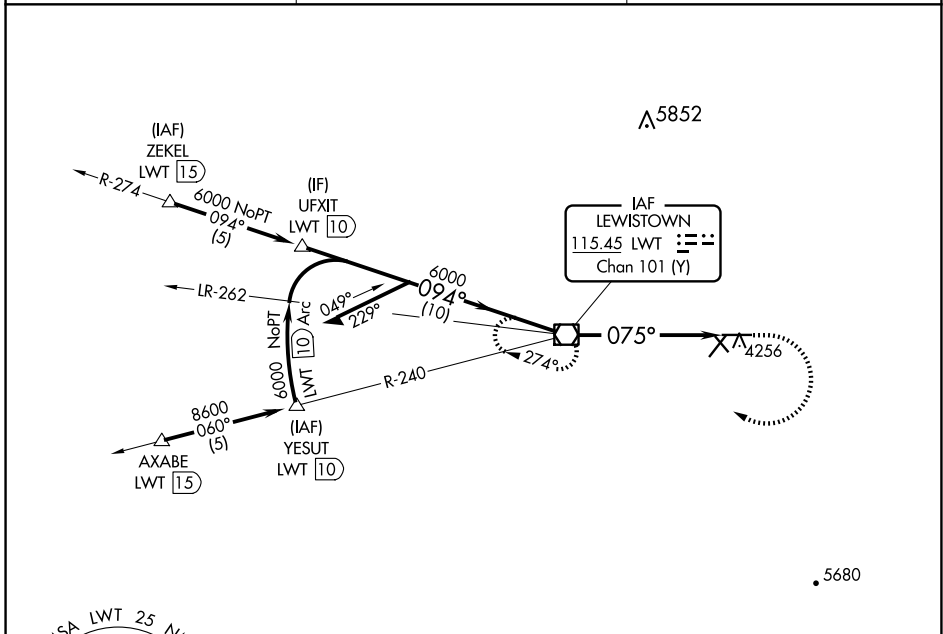 5852
(IAF)
ZEKEL
LWT 15
R-274
6000 NoPT
094°
(5)
(IF)
UFXIT
LWT 10
IAF
LEWISTOWN
115.45 LWT
Chan 101 (Y)
6000
094°
(10)
LR-262
049°
229°
6000 NoPT
LWT 10 Arc
075°
4256
274°
R-240
8600
060°
(5)
(IAF)
YESUT
LWT 10
AXABE
LWT 15
5680
LWT 25